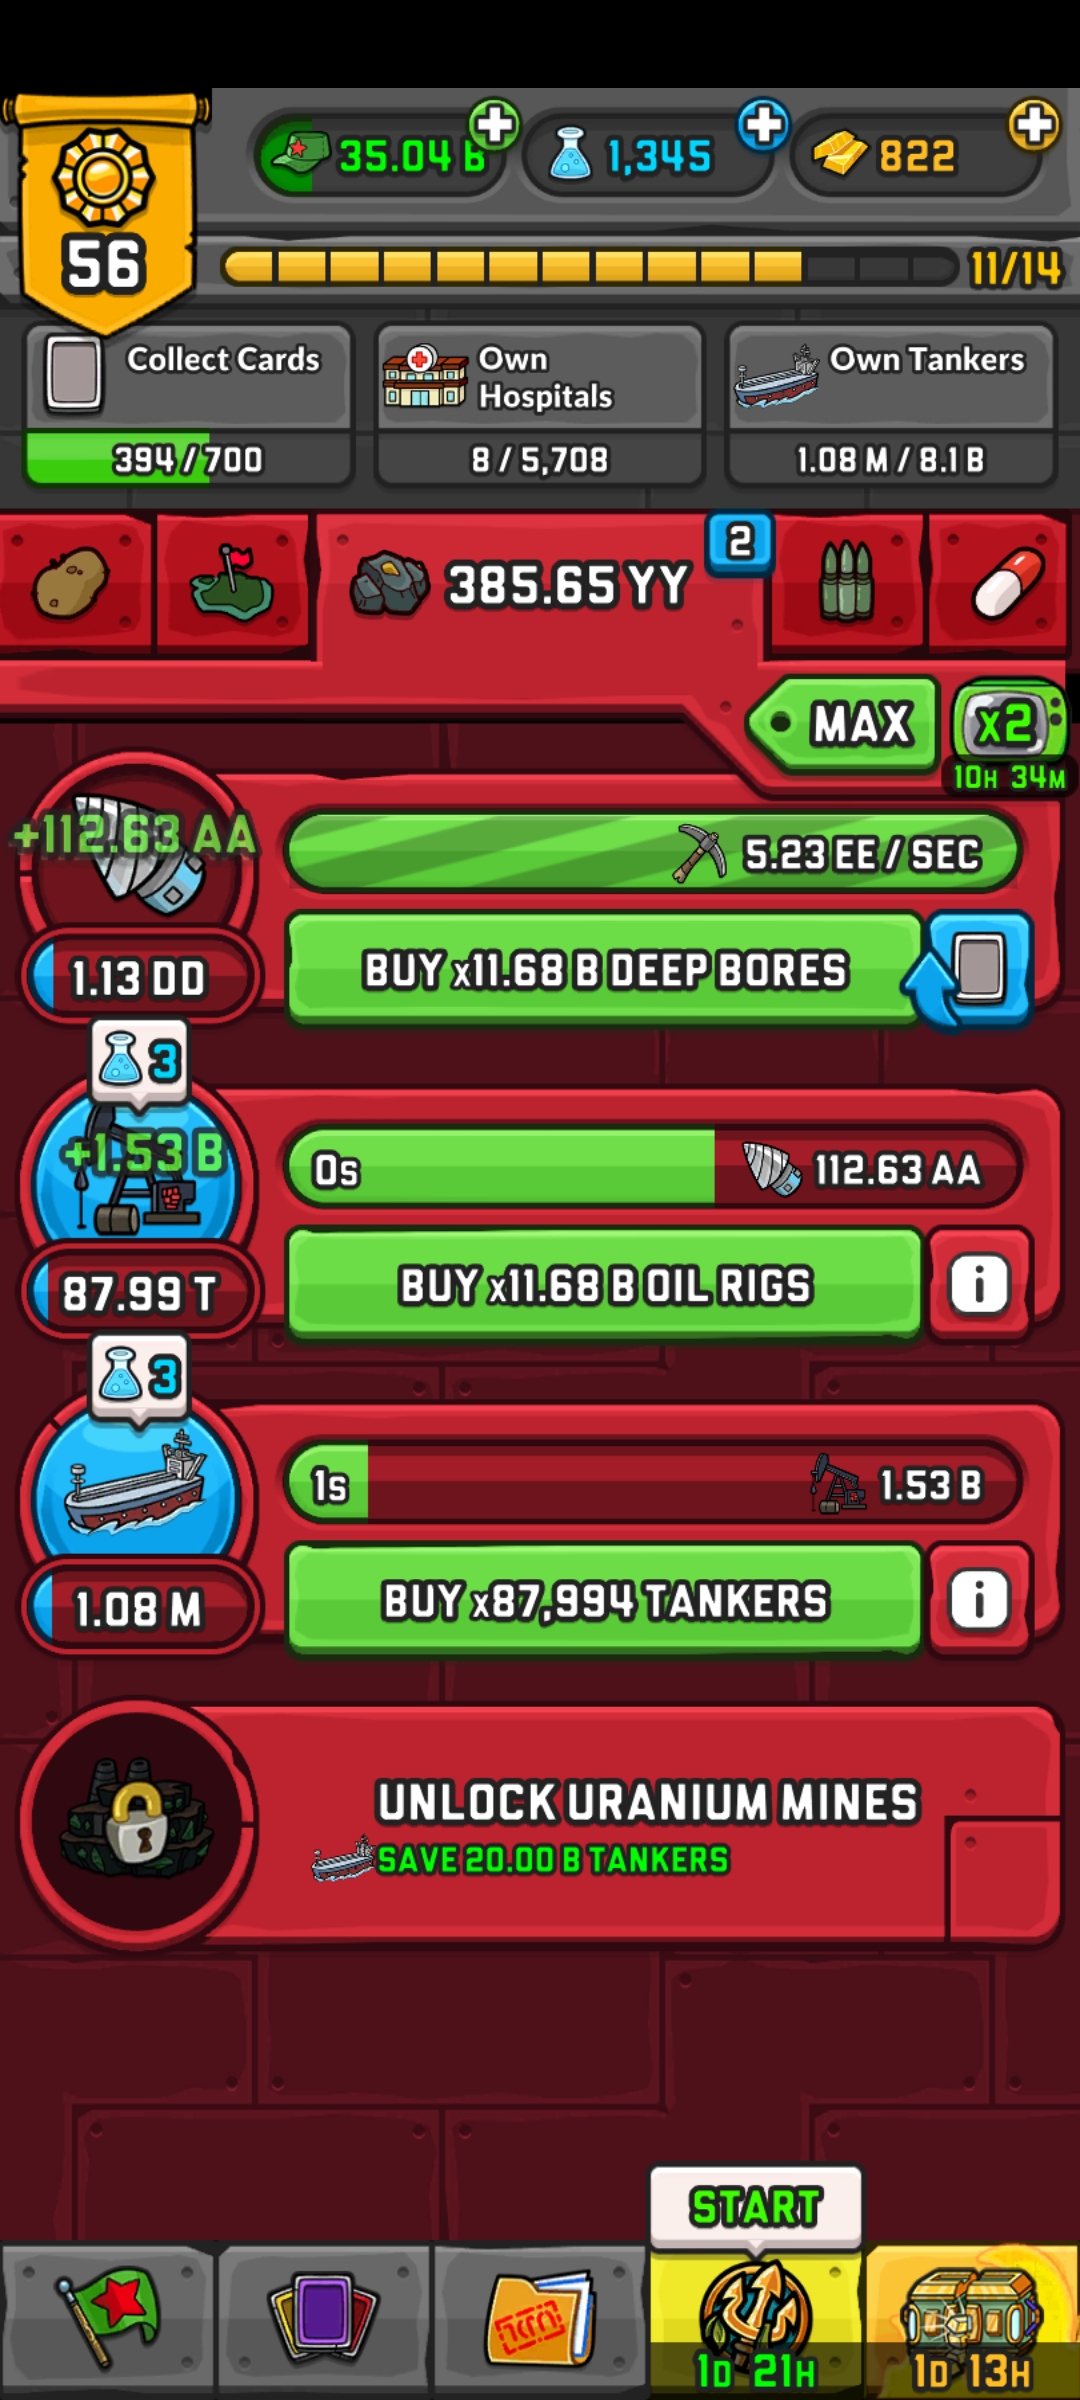 35.04 B
1,345
822
56
11/14
Collect Cards
394/700
Own
Hospitals
8/5,708
Own Tankers
1.08 M/8.1 B
385.65 YY
2
MAX
x2
10H 34M
+112.63 AA
5.23 EE/SEC
1.13 DD
BUY x11.68 B DEEP BORES
3
+1.53 B
0s
112.63 AA
87.99 T
BUY x11.68 B OIL RIGS
i
3
1s
1.53 B
1.08 M
BUY x87,994 TANKERS
i
UNLOCK URANIUM MINES
SAVE 20.00 B TANKERS
START
1D 21H
1D 13H